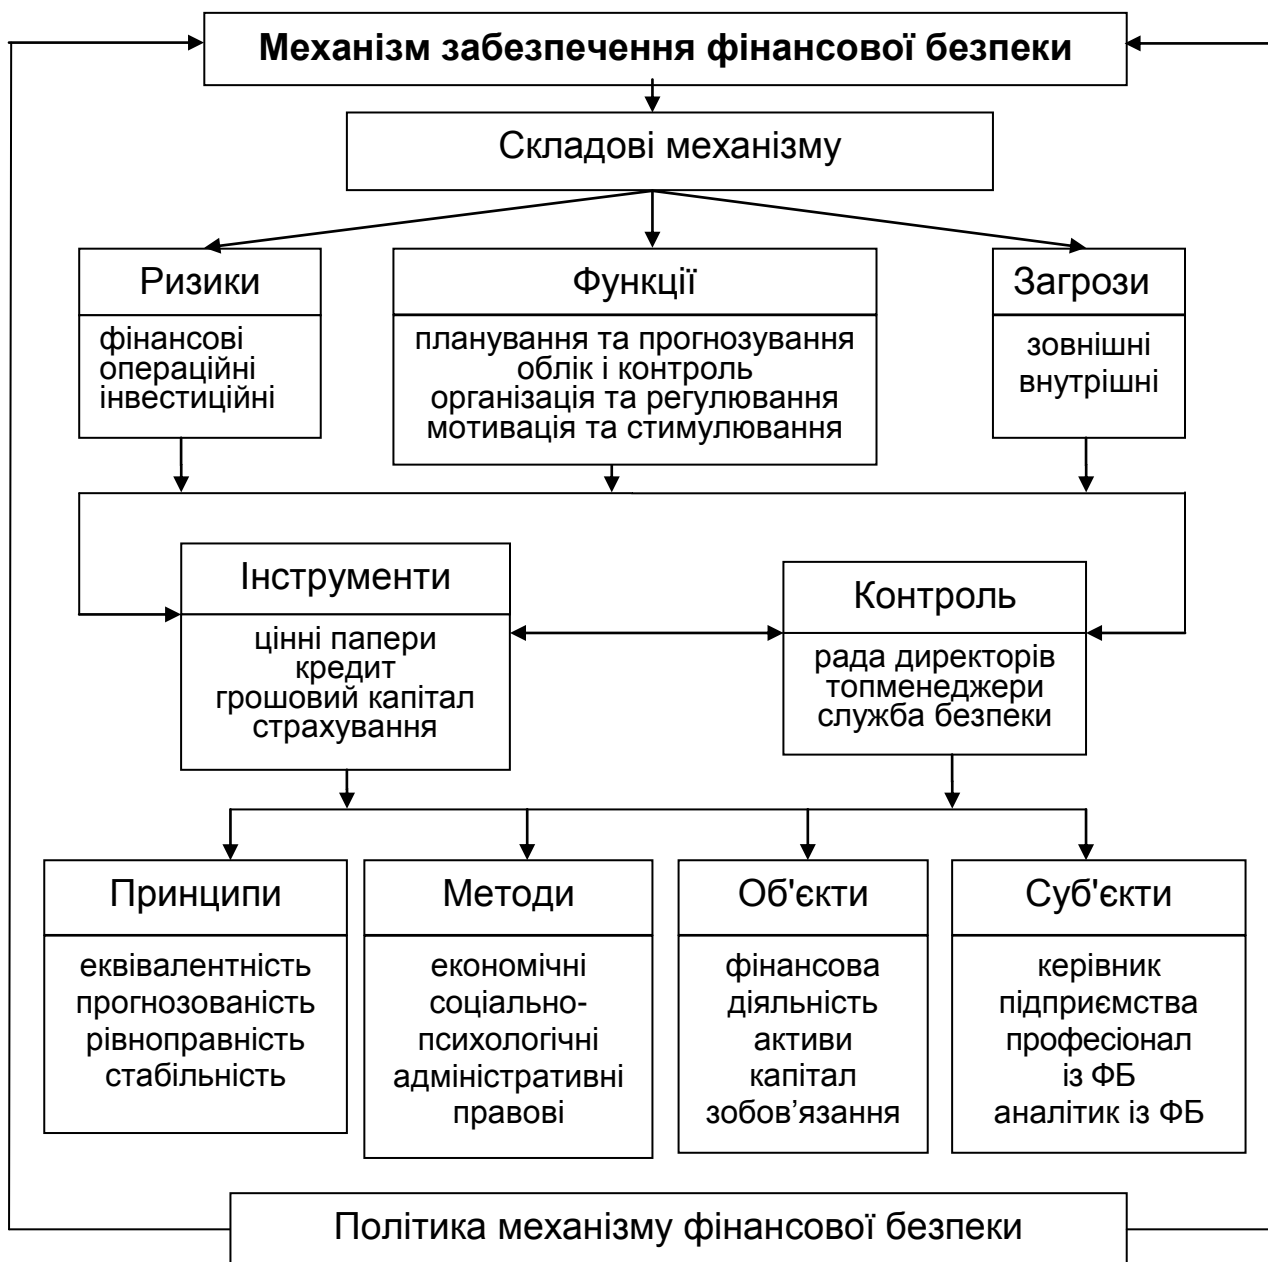 Механізм забезпечення фінансової безпеки
Складові механізму
Ризики
фінансові
операційні
інвестиційні
Функції
планування та прогнозування
облік і контроль
організація та регулювання
мотивація та стимулювання
Загрози
зовнішні
внутрішні
Інструменти
цінні папери
кредит
грошовий капітал
страхування
Контроль
рада директорів
топменеджери
служба безпеки
Принципи
еквівалентність
прогнозованість
рівноправність
стабільність
Методи
економічні
соціально-
психологічні
адміністративні
правові
Об'єкти
фінансова
діяльність
активи
капітал
зобов’язання
Суб'єкти
керівник
підприємства
професіонал
із ФБ
аналітик із ФБ
Політика механізму фінансової безпеки